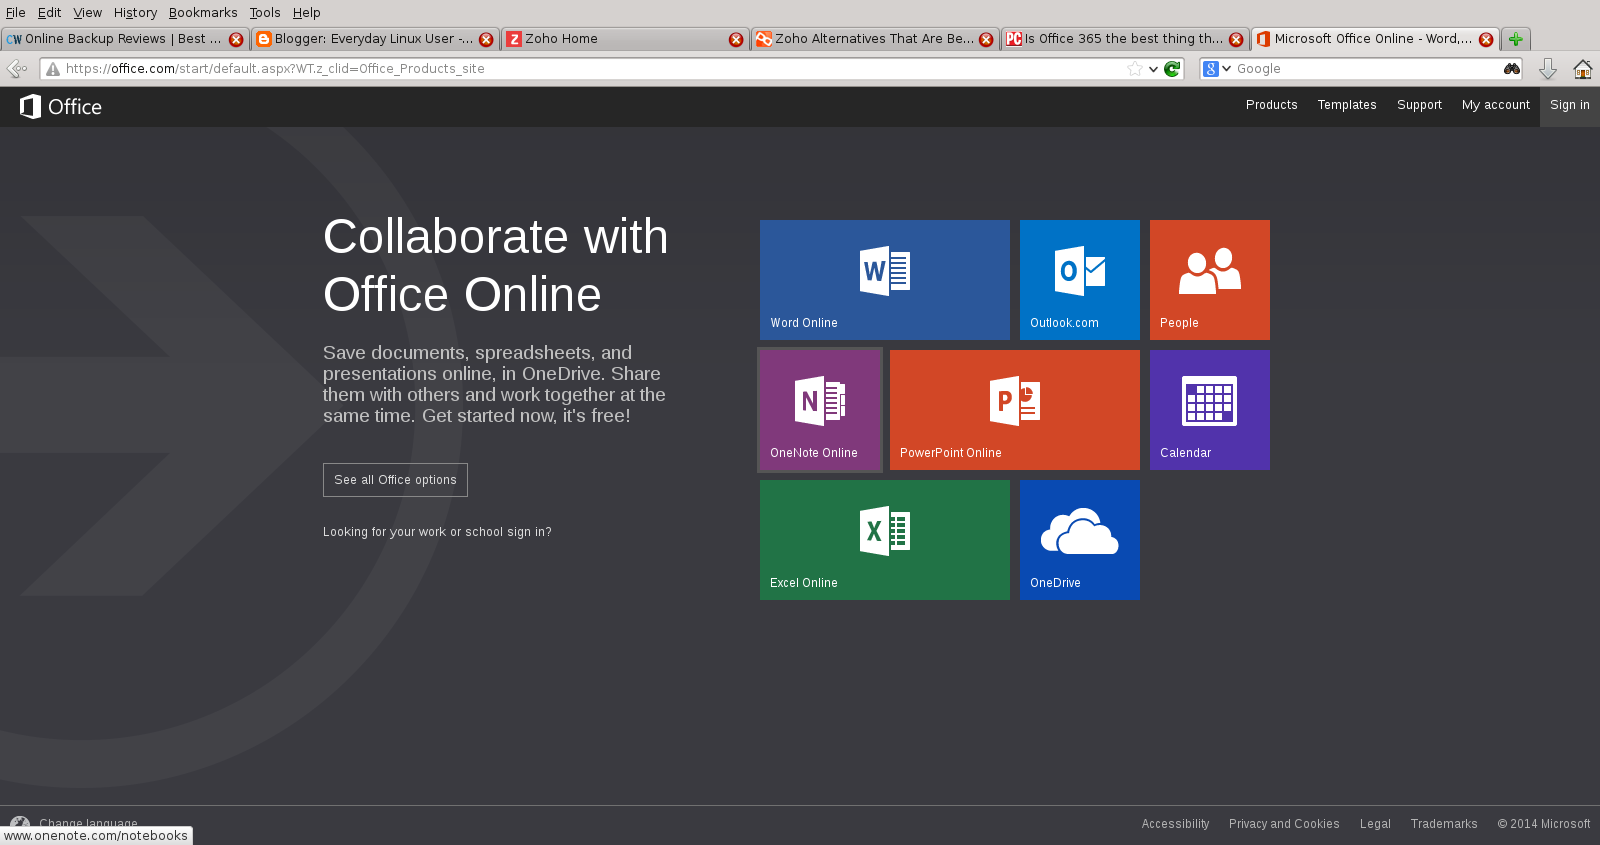 File Edit View History Bookmarks Tools Help
CW Online Backup Reviews | Best ... Blogger: Everyday Linux User -... Z Zoho Home Zoho Alternatives That Are Be... PC Is Office 365 the best thing th... Microsoft Office Online - Word,...
https://office.com/start/default.aspx?WT.z_clid=Office_Products_site 8 Google
Office Products Templates Support My account Sign in
Collaborate with
Office Online
Save documents, spreadsheets, and
presentations online, in OneDrive. Share
them with others and work together at the
same time. Get started now, it's free!
See all Office options
Looking for your work or school sign in?
W
Word Online
O
Outlook.com
People
N
OneNote Online
P
PowerPoint Online
Calendar
X
Excel Online
OneDrive
Change language
Accessibility Privacy and Cookies Legal Trademarks © 2014 Microsoft
www.onenote.com/notebooks